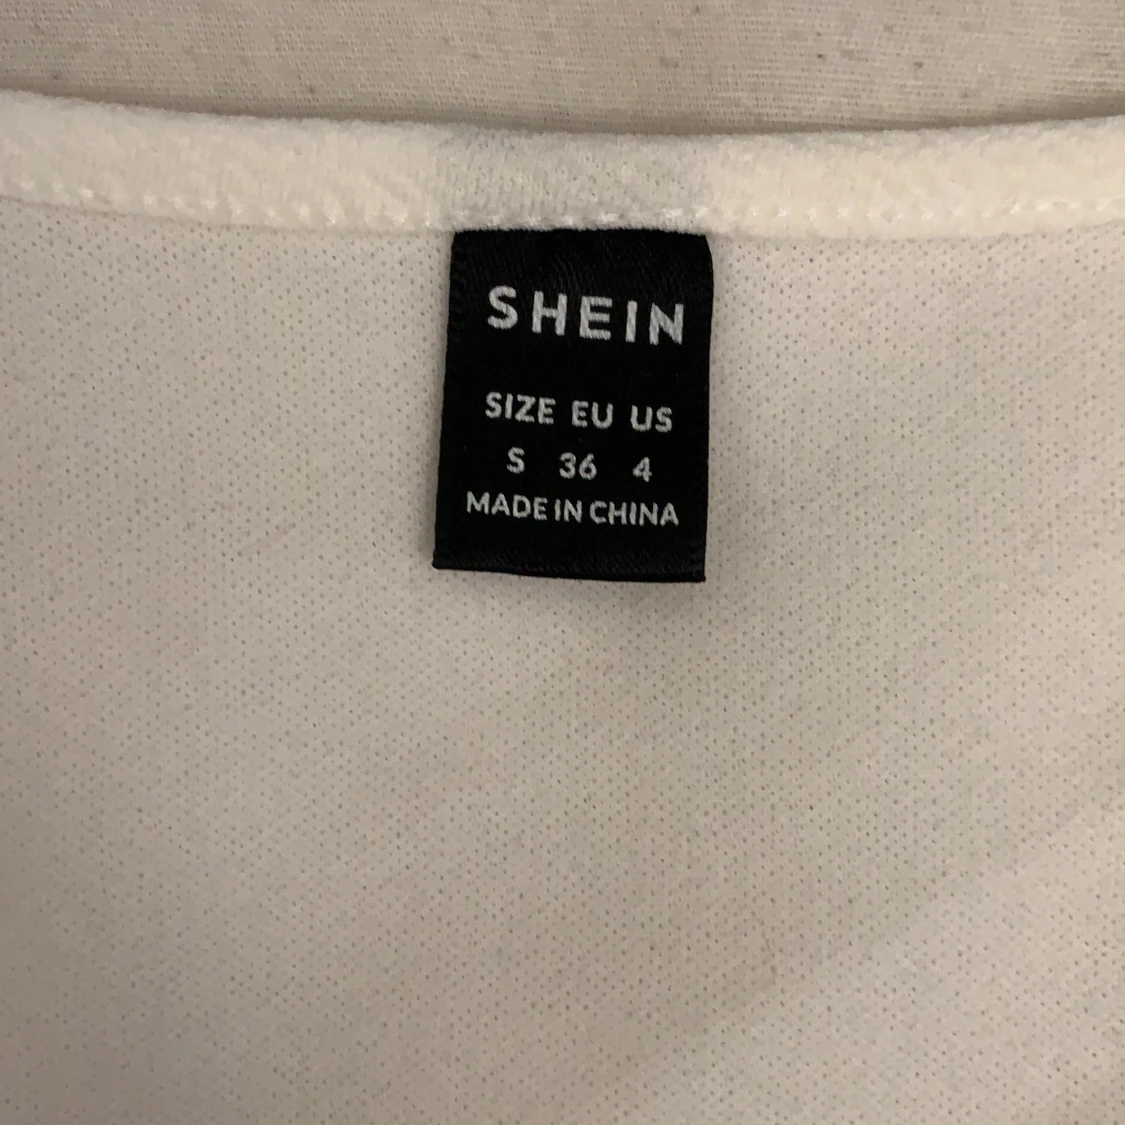 SHEIN
SIZE EU US
S 36 4
MADE IN CHINA